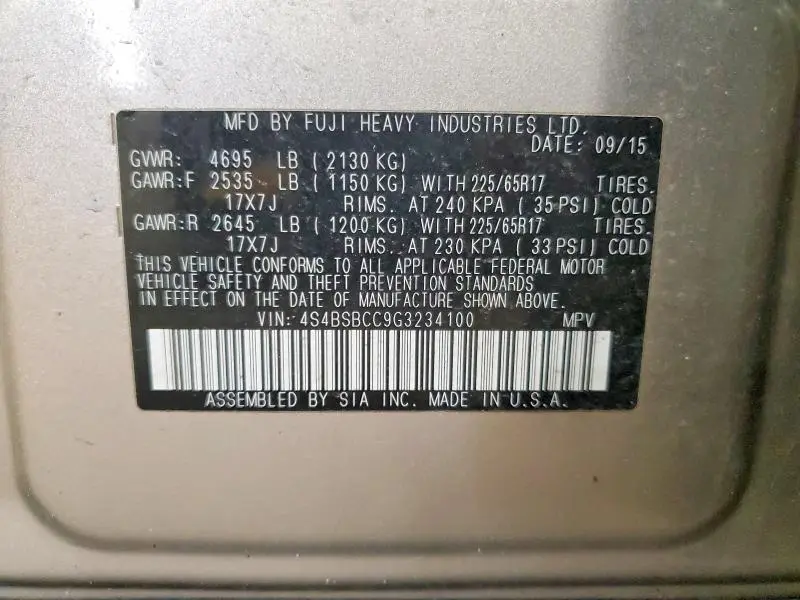 MFD BY FUJI HEAVY INDUSTRIES LTD.
DATE: 09/15
GVWR: 4695 LB (2130 KG)
GAWR:F 2535 LB (1150 KG) WITH 225/65R17 TIRES.
17X7J RIMS. AT 240 KPA (35 PSI) COLD
GAWR:R 2645 LB (1200 KG) WITH 225/65R17 TIRES.
17X7J RIMS. AT 230 KPA (33 PSI) COLD
THIS VEHICLE CONFORMS TO ALL APPLICABLE FEDERAL MOTOR
VEHICLE SAFETY AND THEFT PREVENTION STANDARDS
IN EFFECT ON THE DATE OF MANUFACTURE SHOWN ABOVE.
VIN: 4S4BSBCC9G3234100 MPV
ASSEMBLED BY SIA INC. MADE IN U.S.A.